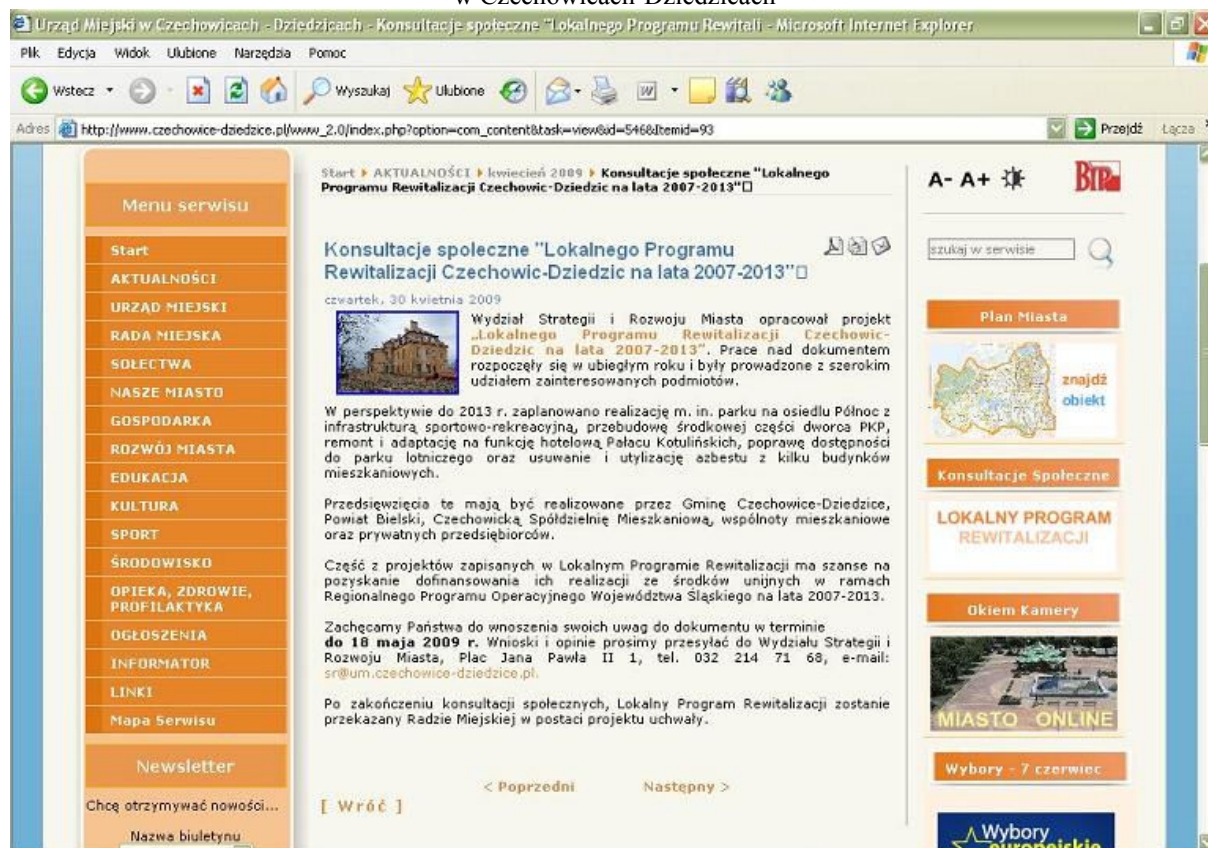 w Czechowicach-Dziedzicach
Urząd Miejski w Czechowicach - Dziedzicach - Konsultacje społeczne "Lokalnego Programu Rewitali - Microsoft Internet Explorer
Plik Edycja Widok Ulubione Narzędzia Pomoc
Wstecz Wyszukaj Ulubione
Adres http://www.czechowice-dziedzice.pl/www_2.0/index.php?option=com_content&task=view&id=546&Itemid=93 Przejdź Łącza
Menu serwisu
Start
AKTUALNOŚCI
URZĄD MIEJSKI
RADA MIEJSKA
SOŁECTWA
NASZE MIASTO
GOSPODARKA
ROZWÓJ MIASTA
EDUKACJA
KULTURA
SPORT
ŚRODOWISKO
OPIEKA, ZDROWIE,
PROFILAKTYKA
OGŁOSZENIA
INFORMATOR
LINKI
Mapa Serwisu
Newsletter
Chcę otrzymywać nowości...
Nazwa biuletynu
Start AKTUALNOŚCI kwiecień 2009 Konsultacje społeczne "Lokalnego
Programu Rewitalizacji Czechowic-Dziedzic na lata 2007-2013"
Konsultacje społeczne "Lokalnego Programu
Rewitalizacji Czechowic-Dziedzic na lata 2007-2013"
czwartek, 30 kwietnia 2009
Wydział Strategii i Rozwoju Miasta opracował projekt
„Lokalnego Programu Rewitalizacji Czechowic-
Dziedzic na lata 2007-2013". Prace nad dokumentem
rozpoczęły się w ubiegłym roku i były prowadzone z szerokim
udziałem zainteresowanych podmiotów.
W perspektywie do 2013 r. zaplanowano realizację m. in. parku na osiedlu Północ z
infrastrukturą sportowo-rekreacyjną, przebudowę środkowej części dworca PKP,
remont i adaptację na funkcję hotelową Pałacu Kotulińskich, poprawę dostępności
do parku lotniczego oraz usuwanie i utylizację azbestu z kilku budynków
mieszkaniowych.
Przedsięwzięcia te mają być realizowane przez Gminę Czechowice-Dziedzice,
Powiat Bielski, Czechowicką Spółdzielnię Mieszkaniową, wspólnoty mieszkaniowe
oraz prywatnych przedsiębiorców.
Część z projektów zapisanych w Lokalnym Programie Rewitalizacji ma szanse na
pozyskanie dofinansowania ich realizacji ze środków unijnych w ramach
Regionalnego Programu Operacyjnego Województwa Śląskiego na lata 2007-2013.
Zachęcamy Państwa do wnoszenia swoich uwag do dokumentu w terminie
do 18 maja 2009 r. Wnioski i opinie prosimy przesyłać do Wydziału Strategii i
Rozwoju Miasta, Plac Jana Pawła II 1, tel. 032 214 71 68, e-mail:
sr@um.czechowice-dziedzice.pl.
Po zakończeniu konsultacji społecznych, Lokalny Program Rewitalizacji zostanie
przekazany Radzie Miejskiej w postaci projektu uchwały.
< Poprzedni Następny >
[ Wróć ]
A- A+ BIP
szukaj w serwisie
Plan Miasta
znajdź
obiekt
Konsultacje Społeczne
LOKALNY PROGRAM
REWITALIZACJI
Okiem Kamery
MIASTO ONLINE
Wybory - 7 czerwiec
Wybory
europejskie